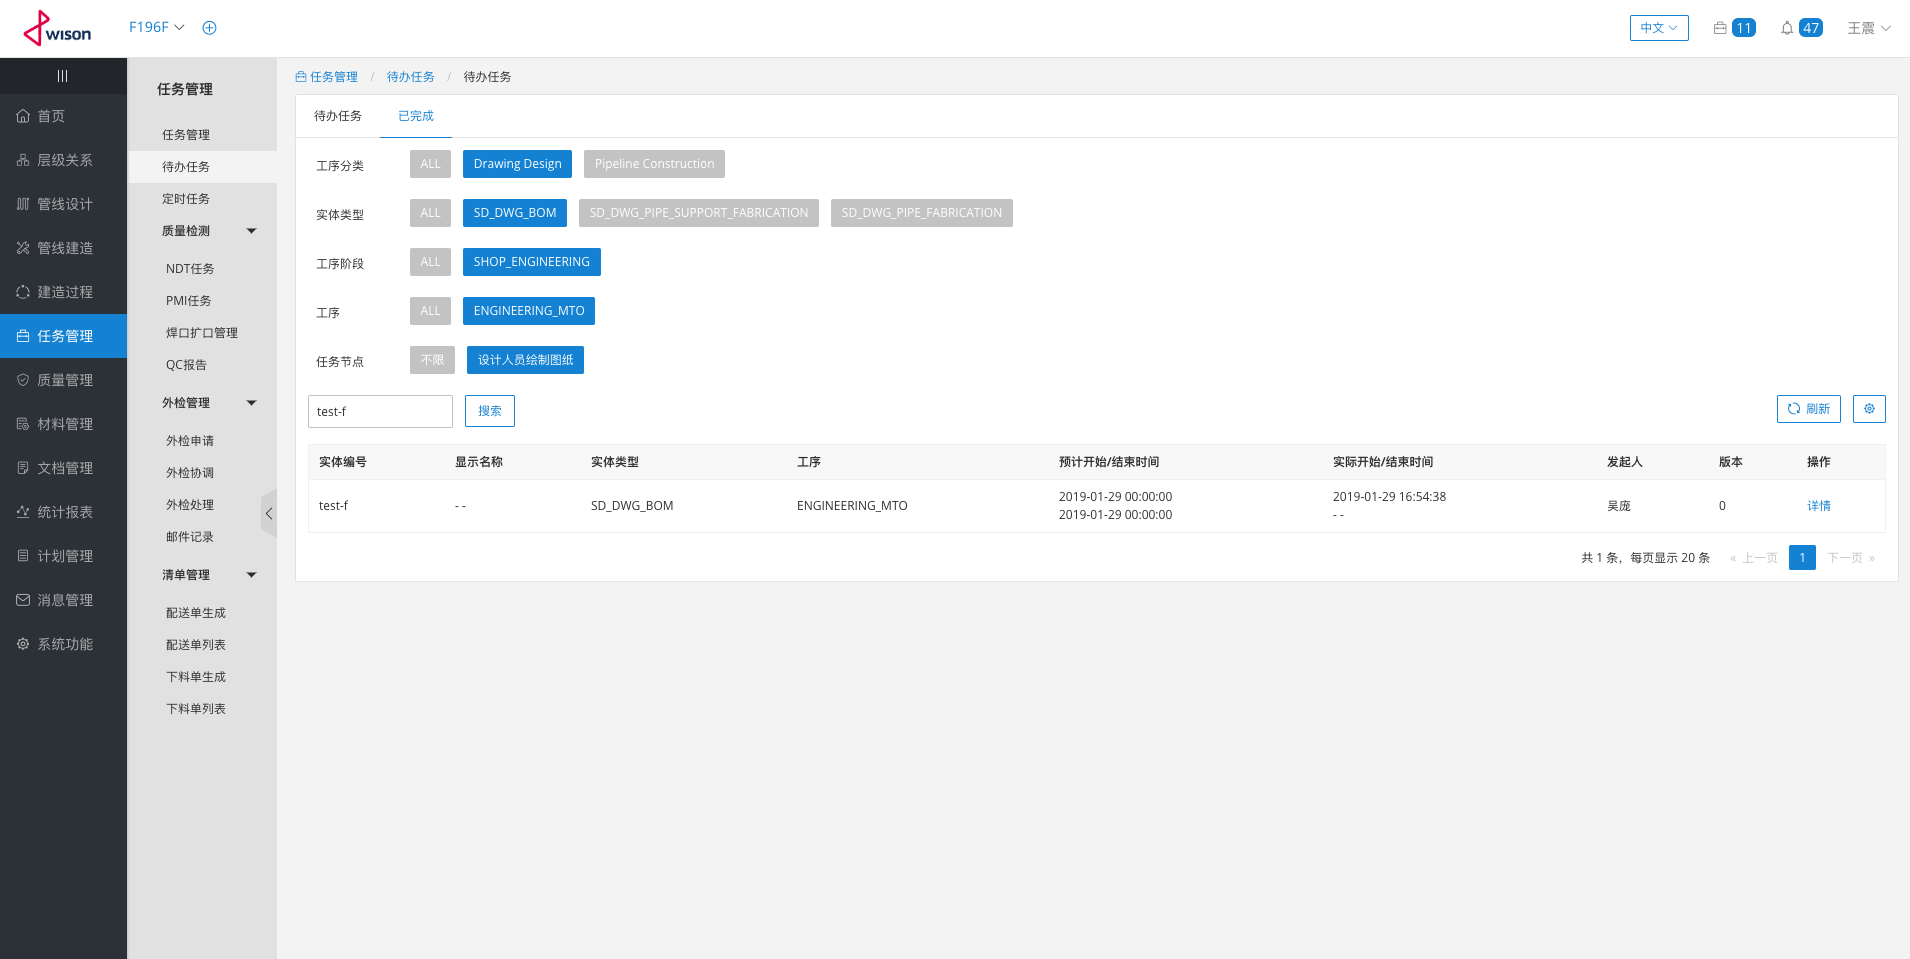 wison
F196F
中文
11
47
王震
首页
层级关系
管线设计
管线建造
建造过程
任务管理
质量管理
材料管理
文档管理
统计报表
计划管理
消息管理
系统功能
任务管理
任务管理
待办任务
定时任务
质量检测
NDT任务
PMI任务
焊口扩口管理
QC报告
外检管理
外检申请
外检协调
外检处理
邮件记录
清单管理
配送单生成
配送单列表
下料单生成
下料单列表
任务管理 / 待办任务 / 待办任务
待办任务 已完成
工序分类 ALL Drawing Design Pipeline Construction
实体类型 ALL SD_DWG_BOM SD_DWG_PIPE_SUPPORT_FABRICATION SD_DWG_PIPE_FABRICATION
工序阶段 ALL SHOP_ENGINEERING
工序 ALL ENGINEERING_MTO
任务节点 不限 设计人员绘制图纸
test-f 搜索 刷新
实体编号 显示名称 实体类型 工序 预计开始/结束时间 实际开始/结束时间 发起人 版本 操作
test-f - - SD_DWG_BOM ENGINEERING_MTO 2019-01-29 00:00:00 2019-01-29 16:54:38 吴庞 0 详情
2019-01-29 00:00:00 - -
共 1 条，每页显示 20 条 « 上一页 1 下一页 »